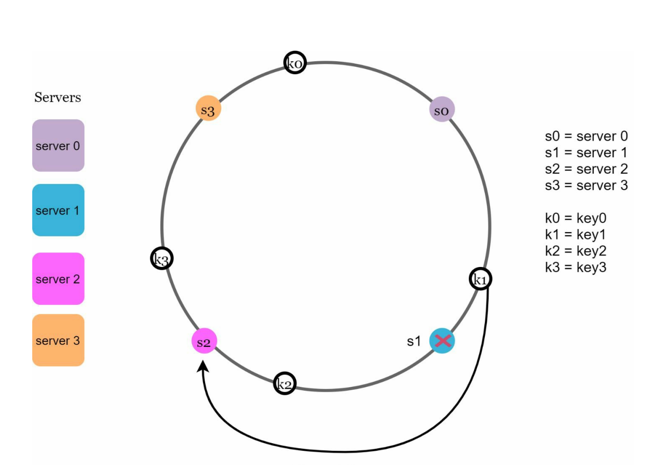 Servers
server 0
server 1
server 2
server 3
k0
s3
s0
k3
k1
s2
s1
k2
s0 = server 0
s1 = server 1
s2 = server 2
s3 = server 3
k0 = key0
k1 = key1
k2 = key2
k3 = key3